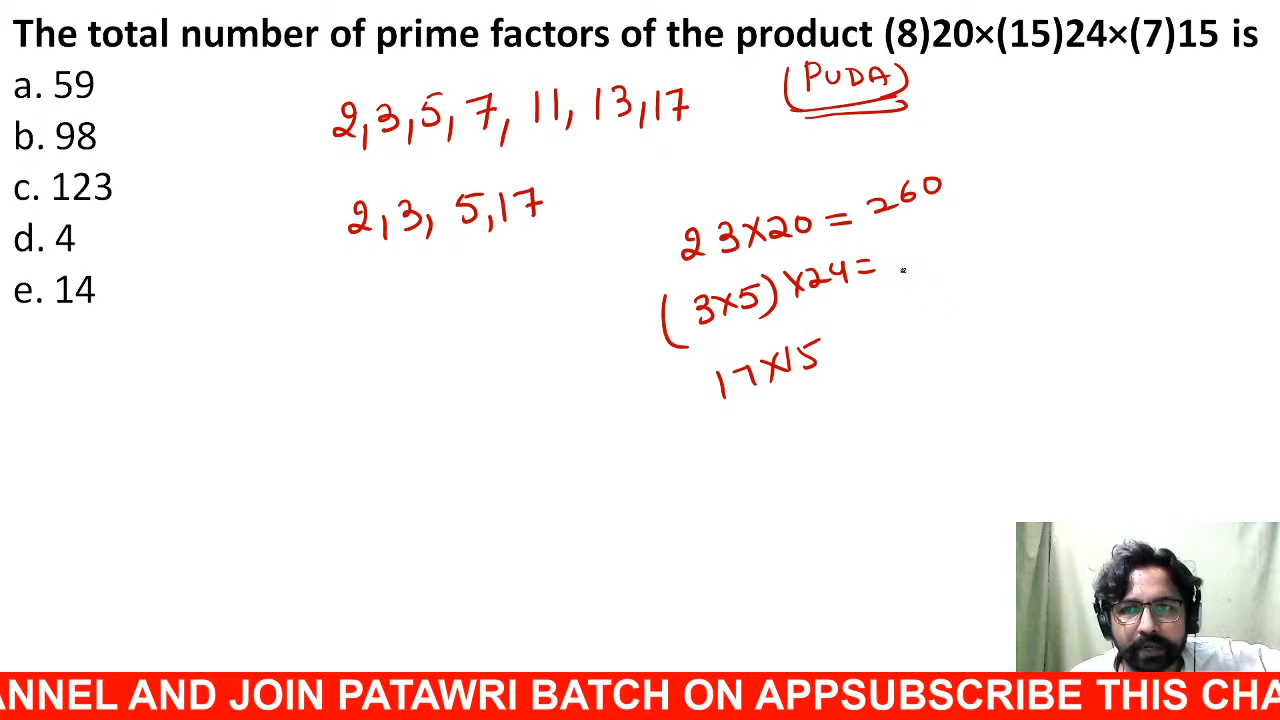 The total number of prime factors of the product (8)20×(15)24×(7)15 is
a. 59
b. 98
c. 123
d. 4
e. 14
(PUDA)
2, 3, 5, 7, 11, 13, 17
2, 3, 5, 17
23×20 = 260
(3×5)×24 =
17×15
ANNEL AND JOIN PATAWRI BATCH ON APPSUBSCRIBE THIS CHA